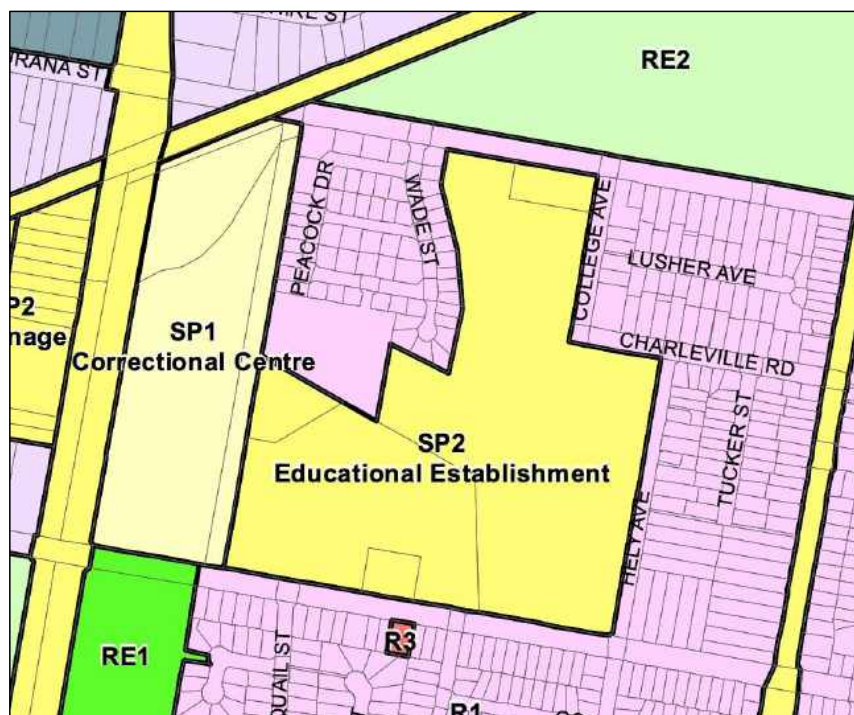 RE2
PEACOCK DR
WADE ST
COLLEGE AVE
LUSHER AVE
SP1
Correctional Centre
CHARLEVILLE RD
TUCKER ST
SP2
Educational Establishment
HELY AVE
RE1
QUAIL ST
R3
R1